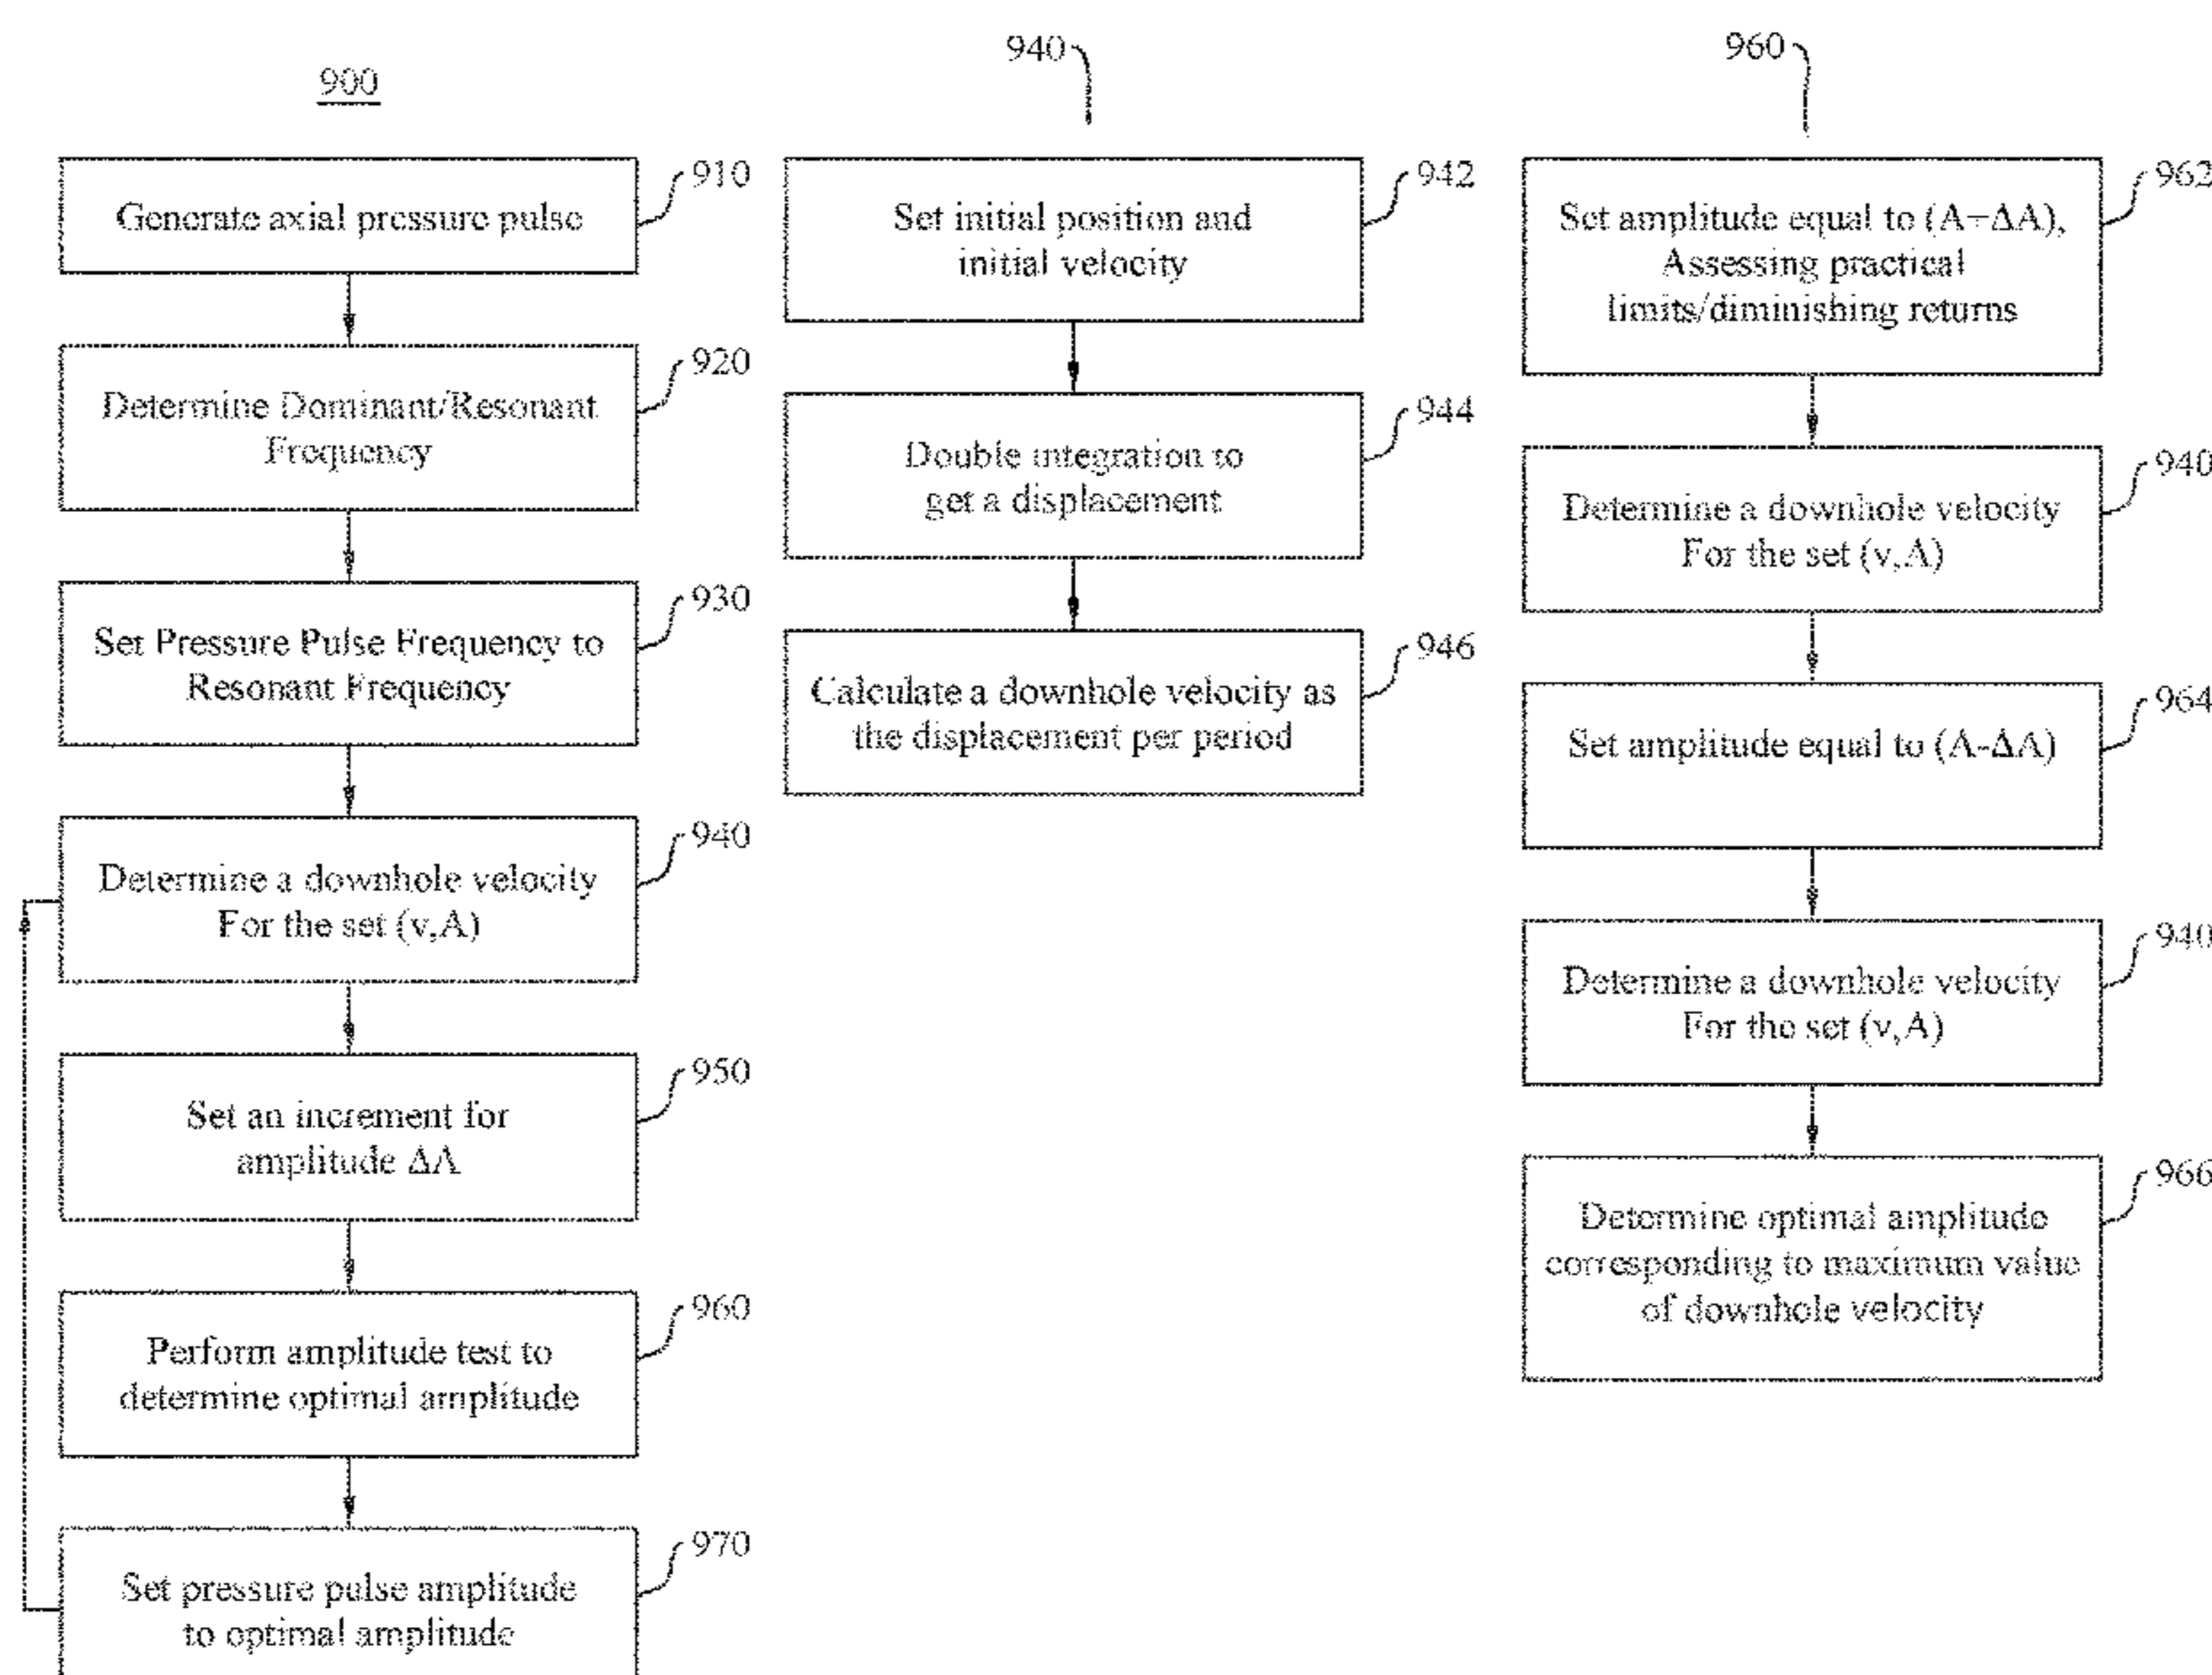 900
Generate axial pressure pulse
910
Determine Dominant/Resonant
Frequency
920
Set Pressure Pulse Frequency to
Resonant Frequency
930
Determine a downhole velocity
For the set (v,A)
940
Set an increment for
amplitude ΔA
950
Perform amplitude test to
determine optimal amplitude
960
Set pressure pulse amplitude
to optimal amplitude
970
940
Set initial position and
initial velocity
942
Double integration to
get a displacement
944
Calculate a downhole velocity as
the displacement per period
946
960
Set amplitude equal to (A+ΔA),
Assessing practical
limits/diminishing returns
962
Determine a downhole velocity
For the set (v,A)
940
Set amplitude equal to (A-ΔA)
964
Determine a downhole velocity
For the set (v,A)
940
Determine optimal amplitude
corresponding to maximum value
of downhole velocity
966